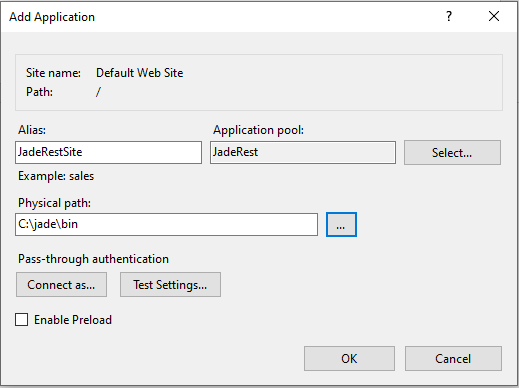 Add Application
?
Site name: Default Web Site
Path: /
Alias: Application pool:
JadeRestSite JadeRest Select...
Example: sales
Physical path:
C:\jade\bin ...
Pass-through authentication
Connect as... Test Settings...
Enable Preload
OK Cancel